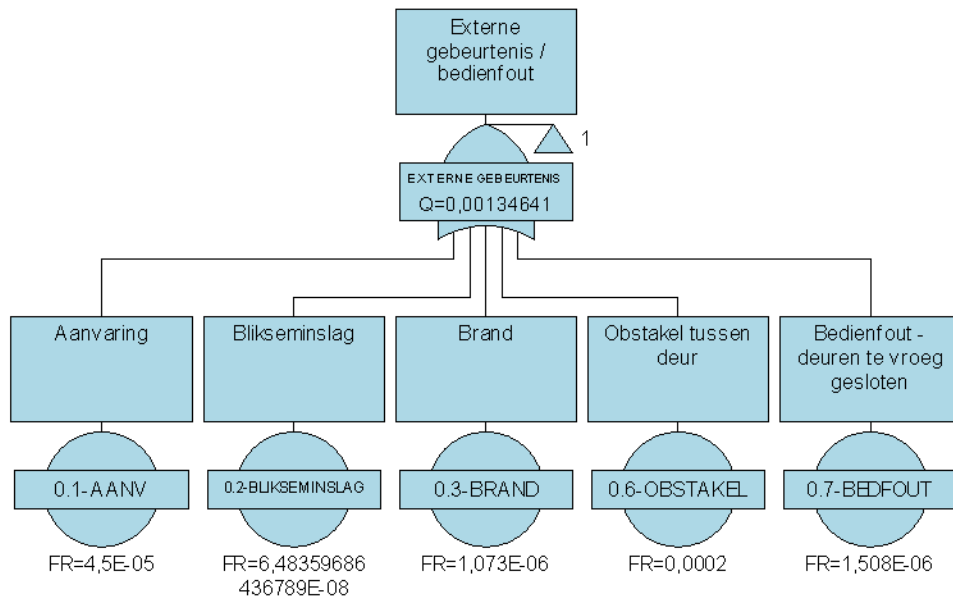 Externe
gebeurtenis /
bedienfout
1
EXTERNE GEBEURTENIS
Q=0,00134641
Aanvaring
Blikseminslag
Brand
Obstakel tussen
deur
Bedienfout -
deuren te vroeg
gesloten
0.1-AANV
0.2-BLIKSEMINSLAG
0.3-BRAND
0.6-OBSTAKEL
0.7-BEDFOUT
FR=4,5E-05
FR=6,48359686
436789E-08
FR=1,073E-06
FR=0,0002
FR=1,508E-06